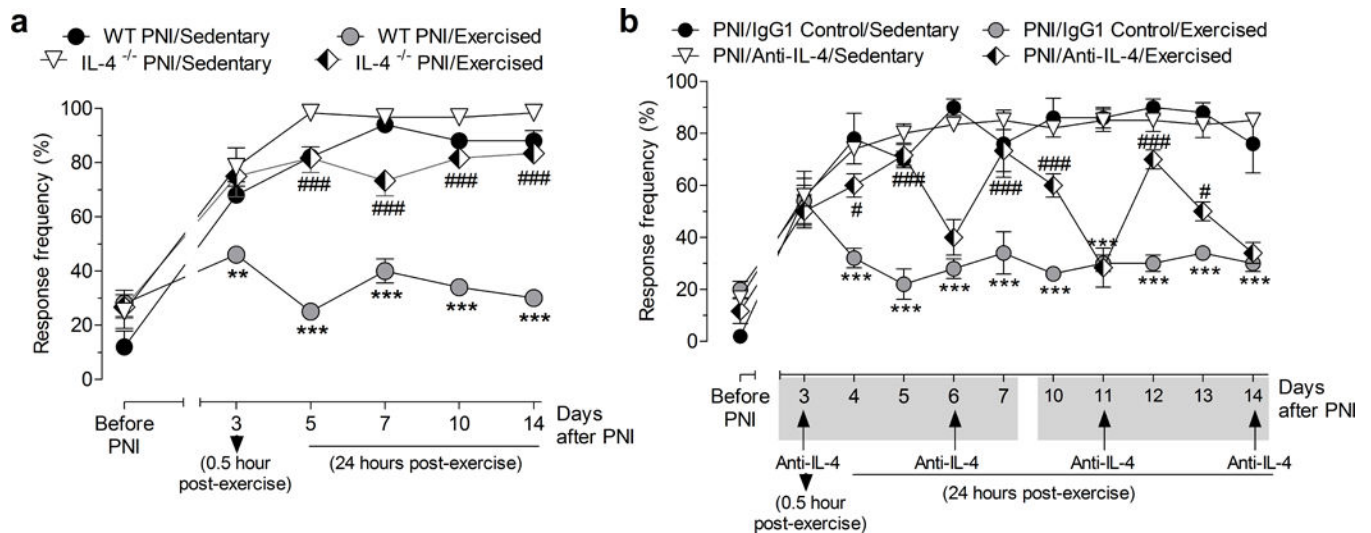 a
WT PNI/Sedentary
WT PNI/Exercised
IL-4 -/- PNI/Sedentary
IL-4 -/- PNI/Exercised
Response frequency (%)
100
80
60
40
20
0
**
***
***
***
***
###
###
###
###
Before PNI
3
5
7
10
14
Days after PNI
(0.5 hour post-exercise)
(24 hours post-exercise)
b
PNI/IgG1 Control/Sedentary
PNI/IgG1 Control/Exercised
PNI/Anti-IL-4/Sedentary
PNI/Anti-IL-4/Exercised
Response frequency (%)
100
80
60
40
20
0
#
###
###
###
###
#
***
***
***
***
***
***
***
***
***
Before PNI
3
4
5
6
7
10
11
12
13
14
Days after PNI
Anti-IL-4
Anti-IL-4
Anti-IL-4
Anti-IL-4
(0.5 hour post-exercise)
(24 hours post-exercise)